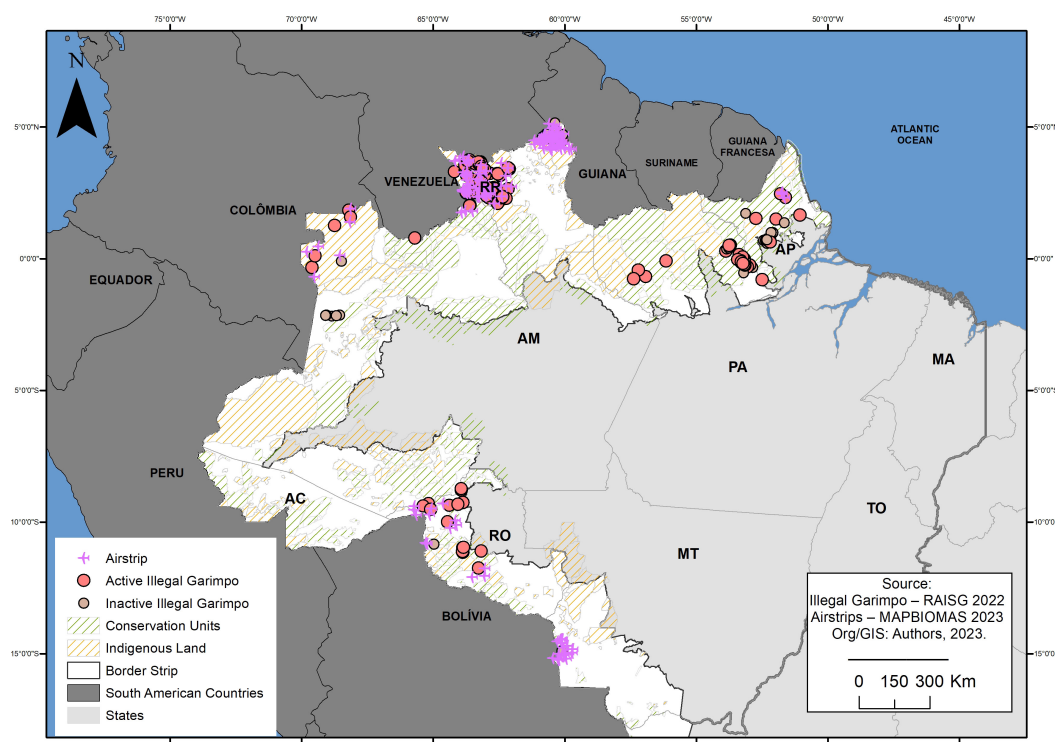 75°0'0"W 70°0'0"W 65°0'0"W 60°0'0"W 55°0'0"W 50°0'0"W 45°0'0"W
N
5°0'0"N
5°0'0"N
ATLANTIC
OCEAN
GUIANA
FRANCESA
SURINAME
GUIANA
VENEZUELA
RR
COLÔMBIA
AP
0°0'0"
0°0'0"
EQUADOR
AM
PA
MA
5°0'0"S
5°0'0"S
PERU
AC
TO
10°0'0"S
10°0'0"S
RO
MT
BOLÍVIA
15°0'0"S
15°0'0"S
Airstrip
Active Illegal Garimpo
Inactive Illegal Garimpo
Conservation Units
Indigenous Land
Border Strip
South American Countries
States
Source:
Illegal Garimpo – RAISG 2022
Airstrips – MAPBIOMAS 2023
Org/GIS: Authors, 2023.
0 150 300 Km